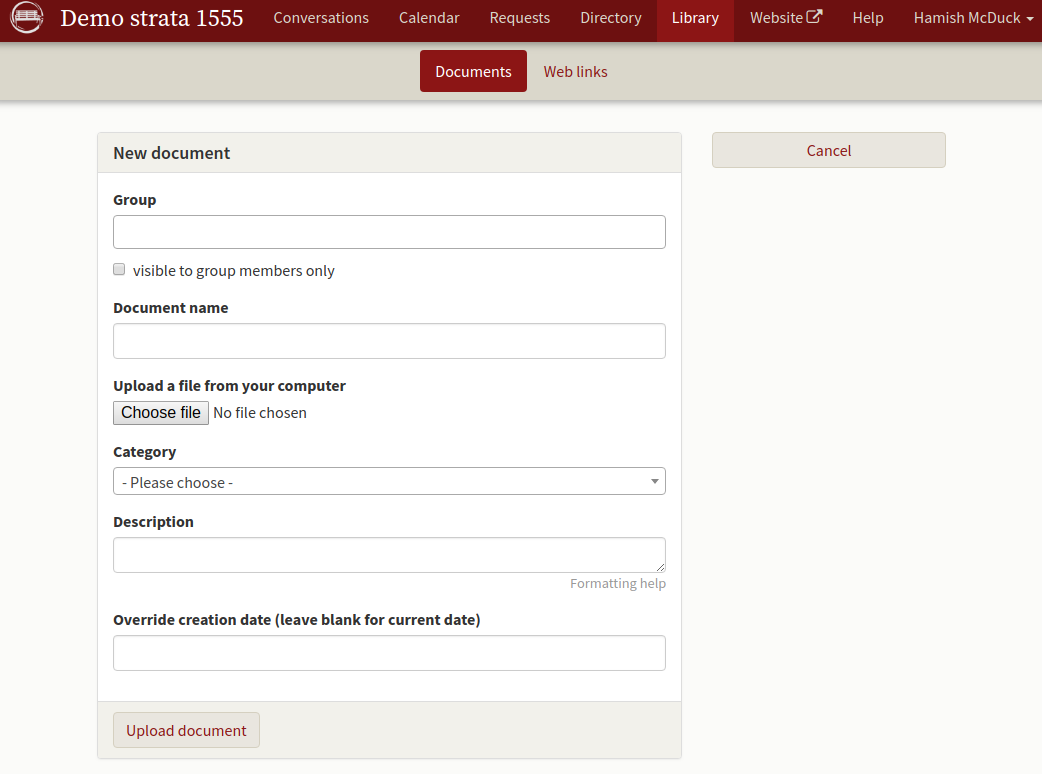 Demo strata 1555 Conversations Calendar Requests Directory Library Website Help Hamish McDuck
Documents Web links
New document
Cancel
Group
visible to group members only
Document name
Upload a file from your computer
Choose file No file chosen
Category
- Please choose -
Description
Formatting help
Override creation date (leave blank for current date)
Upload document